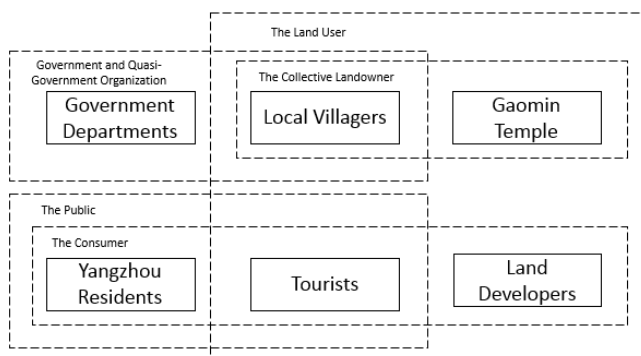 The Land User
Government and Quasi-
Government Organization
The Collective Landowner
Government
Departments
Local Villagers
Gaomin
Temple
The Public
The Consumer
Yangzhou
Residents
Tourists
Land
Developers